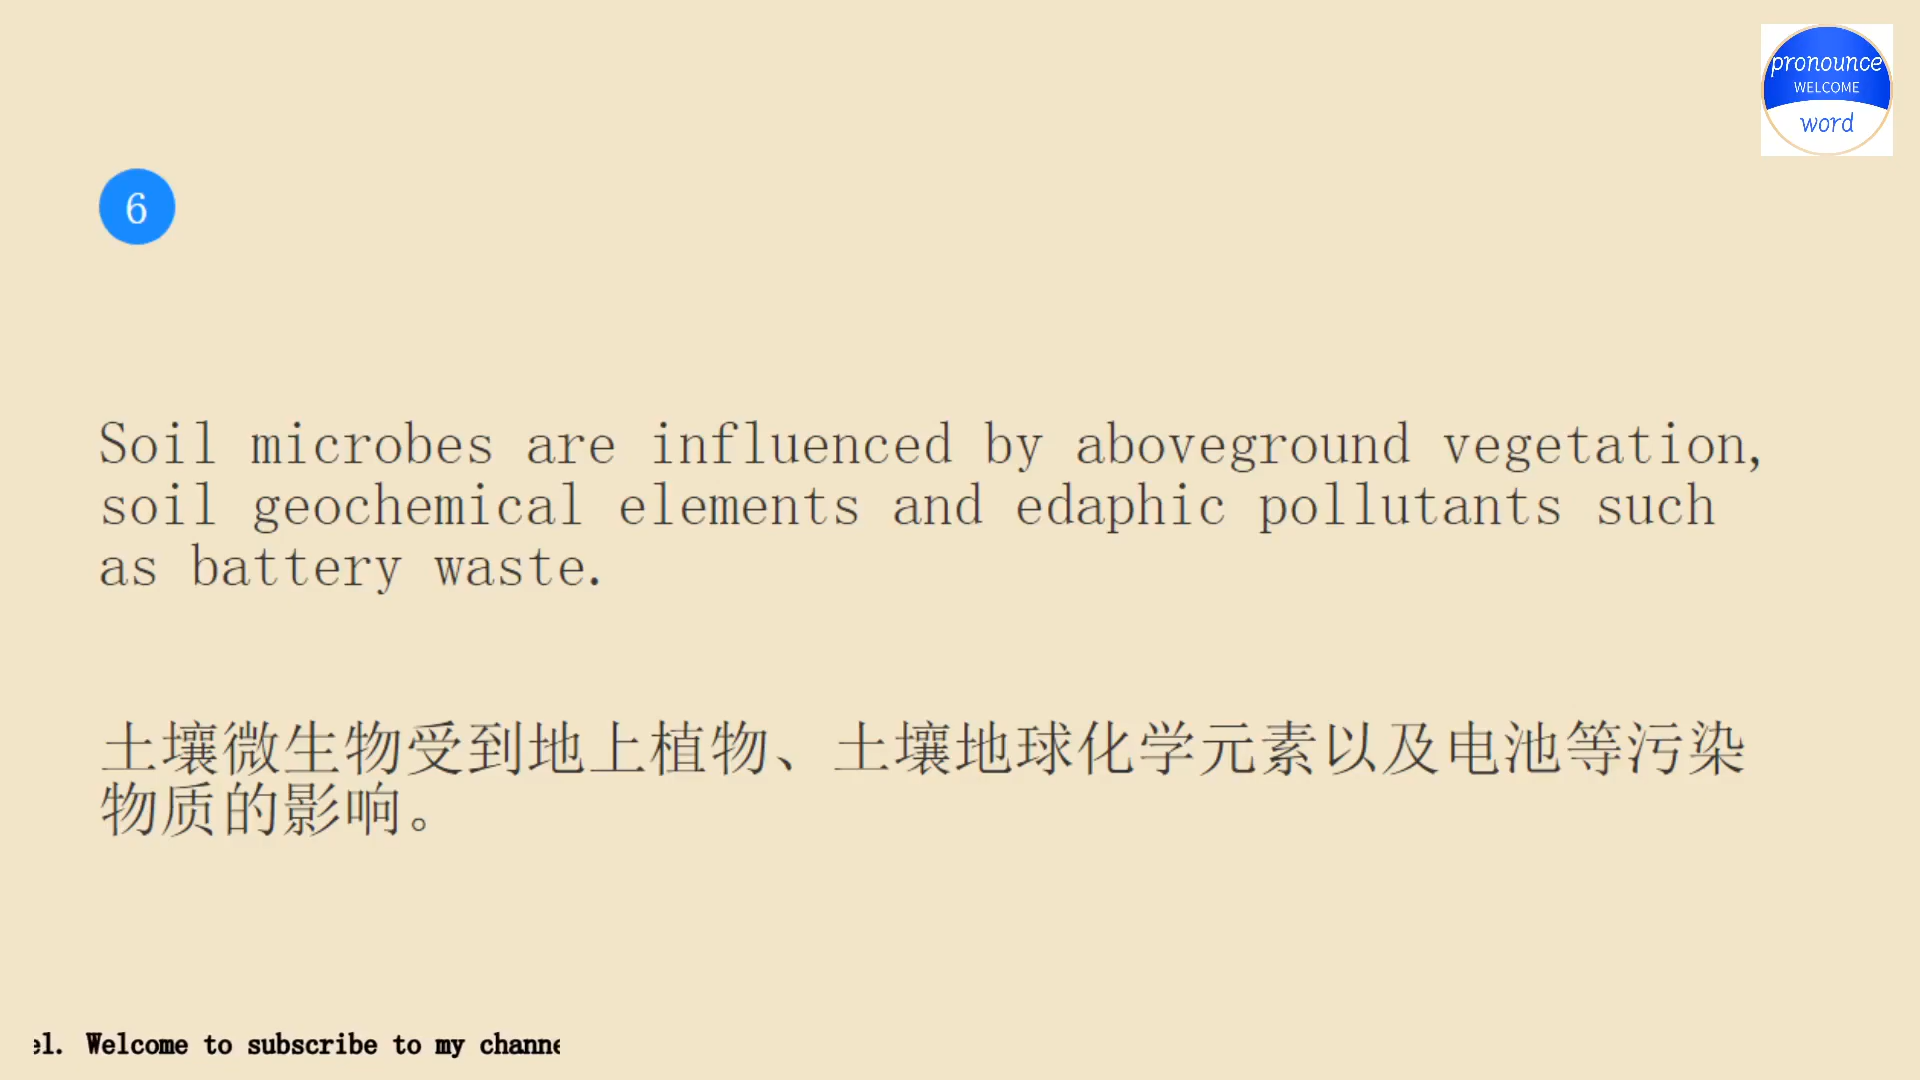 pronounce
WELCOME
word
6
Soil microbes are influenced by aboveground vegetation,
soil geochemical elements and edaphic pollutants such
as battery waste.
土壤微生物受到地上植物、土壤地球化学元素以及电池等污染
物质的影响。
el. Welcome to subscribe to my channe